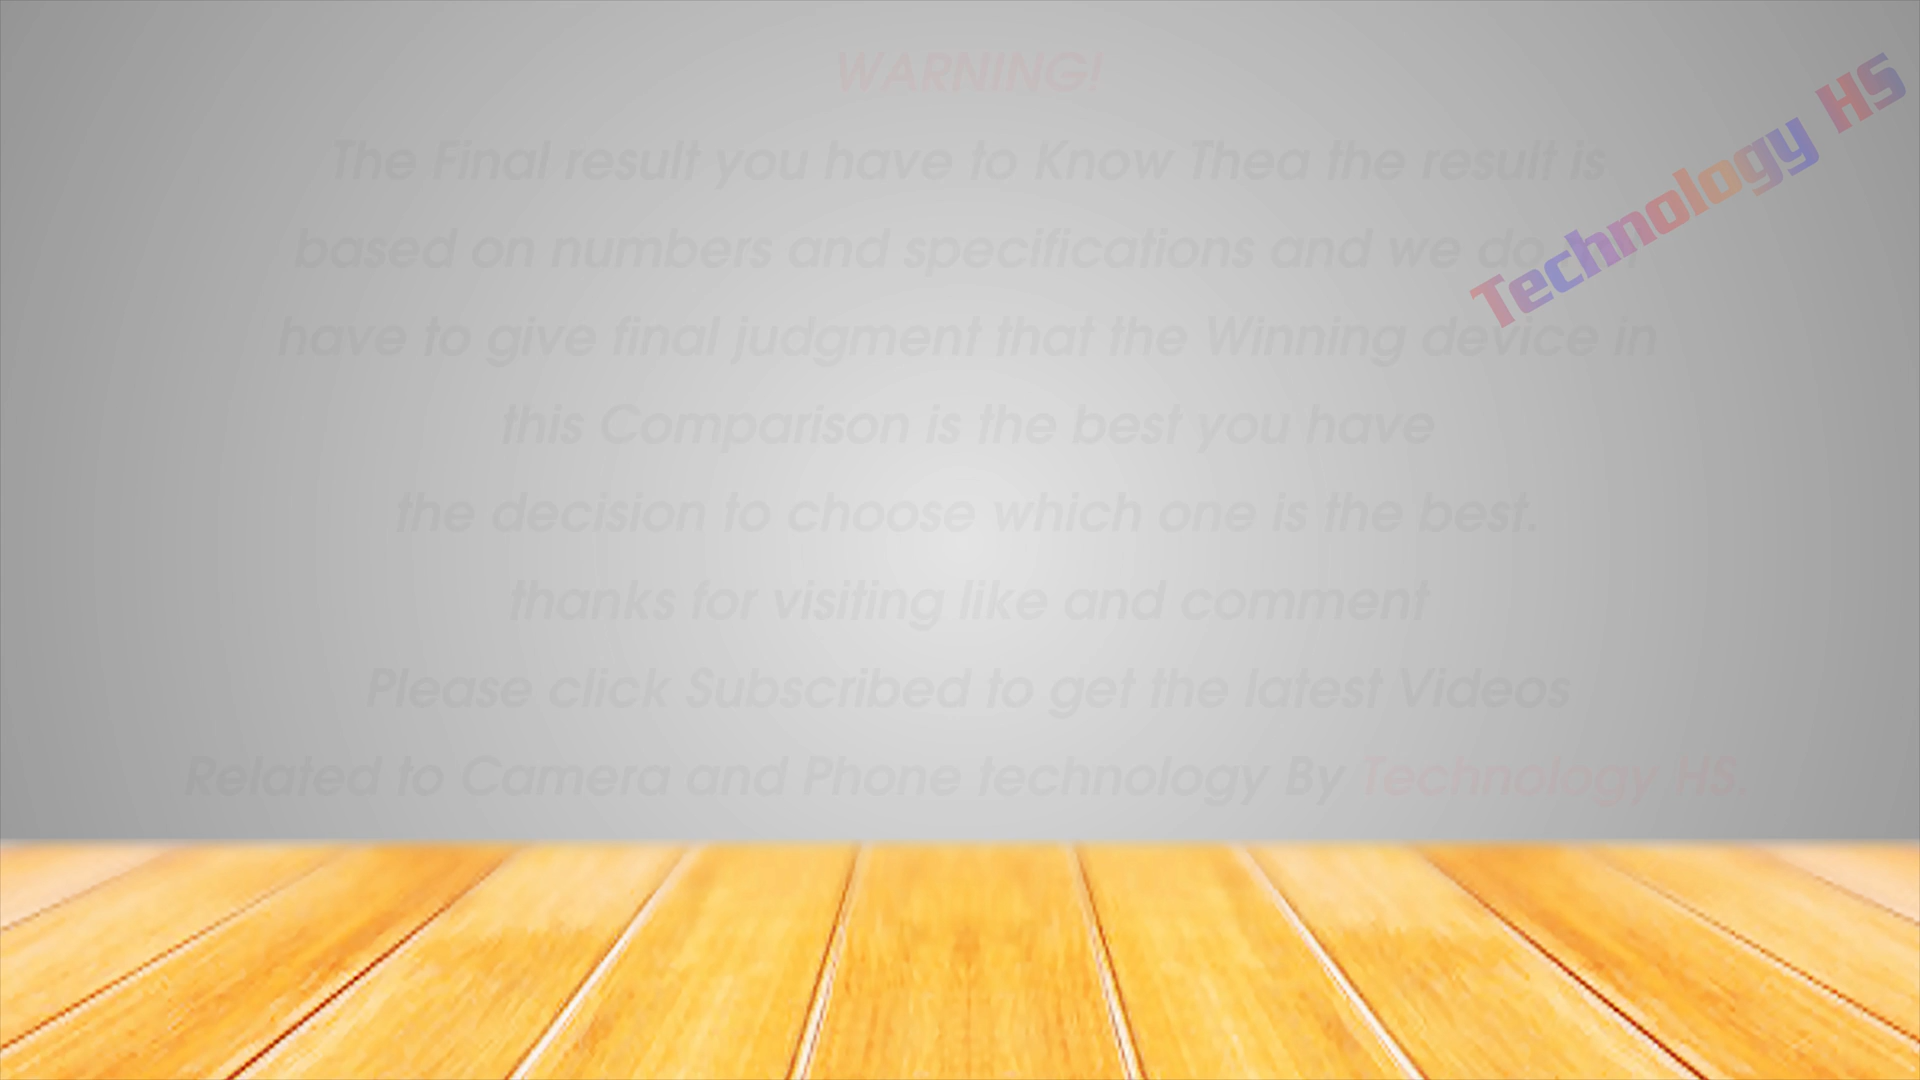 WARNING!
The Final result you have to Know Thea the result is
based on numbers and specifications and we do
have to give final judgment that the Winning device in
this Comparison is the best you have
the decision to choose which one is the best.
thanks for visiting like and comment
Please click Subscribed to get the latest Videos
Related to Camera and Phone technology By Technology HS.
Technology HS